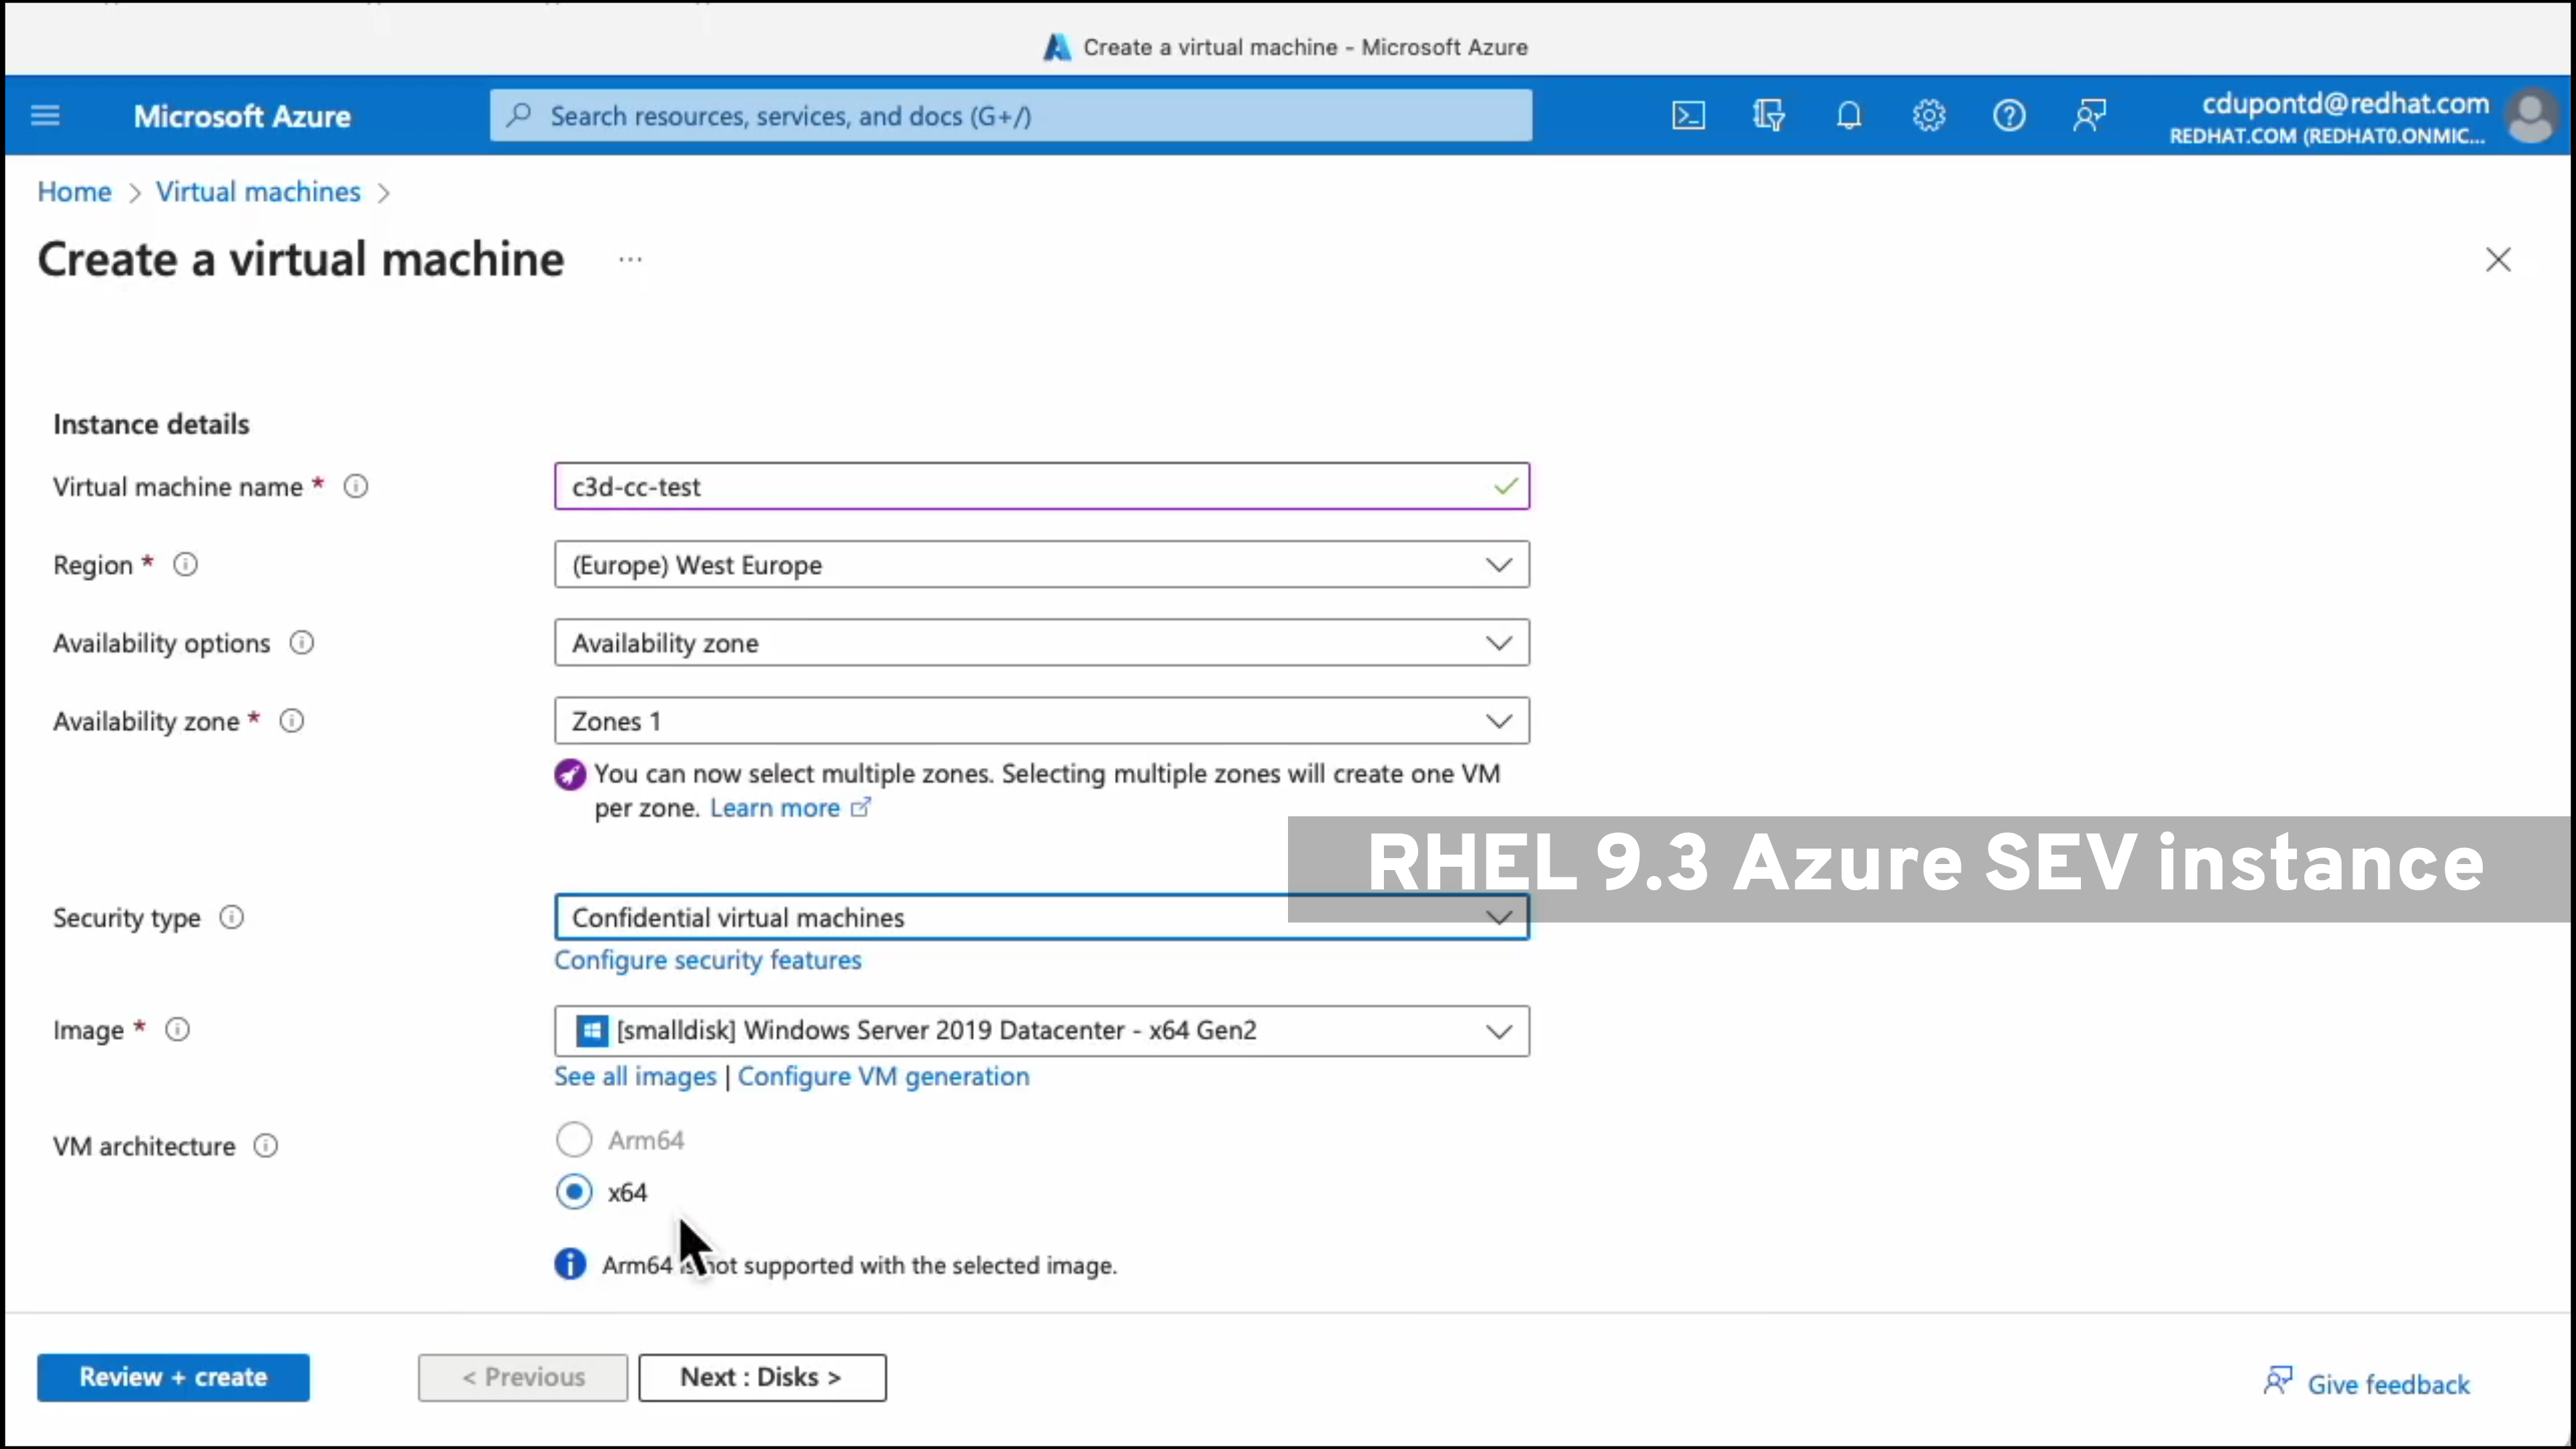 Create a virtual machine - Microsoft Azure
Microsoft Azure
Search resources, services, and docs (G+/)
cdupontd@redhat.com
REDHAT.COM (REDHAT0.ONMIC...
Home > Virtual machines >
Create a virtual machine ...
Instance details
Virtual machine name *
c3d-cc-test
Region *
(Europe) West Europe
Availability options
Availability zone
Availability zone *
Zones 1
You can now select multiple zones. Selecting multiple zones will create one VM
per zone. Learn more
RHEL 9.3 Azure SEV instance
Security type
Confidential virtual machines
Configure security features
Image *
[smalldisk] Windows Server 2019 Datacenter - x64 Gen2
See all images | Configure VM generation
VM architecture
Arm64
x64
Arm64 is not supported with the selected image.
Review + create
< Previous
Next : Disks >
Give feedback